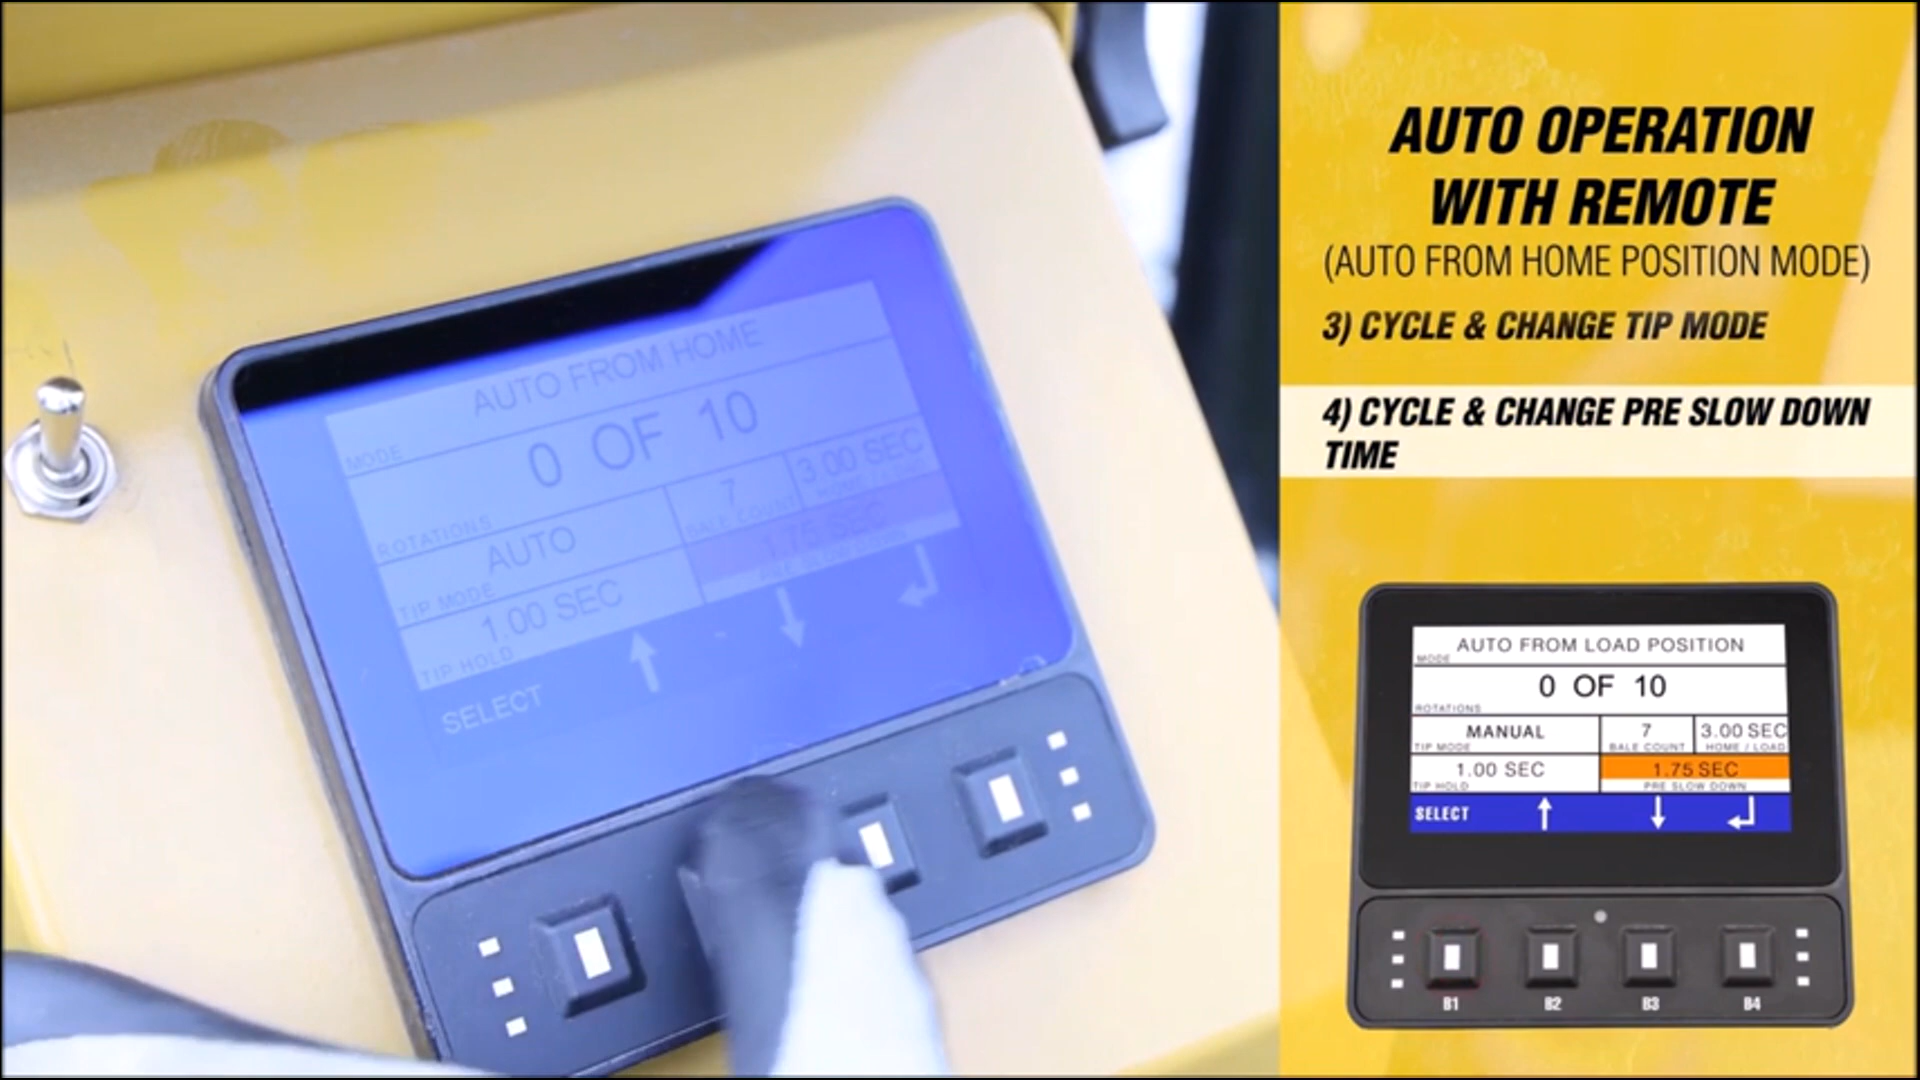 AUTO FROM HOME
MODE
0 OF 10
ROTATIONS
AUTO
TIP MODE
7
BALE COUNT
3.00 SEC
1.00 SEC
TIP HOLD
1.75 SEC
PRE SLOW DOWN
SELECT
AUTO OPERATION
WITH REMOTE
(AUTO FROM HOME POSITION MODE)
3) CYCLE & CHANGE TIP MODE
4) CYCLE & CHANGE PRE SLOW DOWN
TIME
AUTO FROM LOAD POSITION
MODE
0 OF 10
ROTATIONS
MANUAL
TIP MODE
7
BALE COUNT
3.00 SEC
HOME / LOAD
1.00 SEC
TIP HOLD
1.75 SEC
PRE SLOW DOWN
SELECT
B1 B2 B3 B4